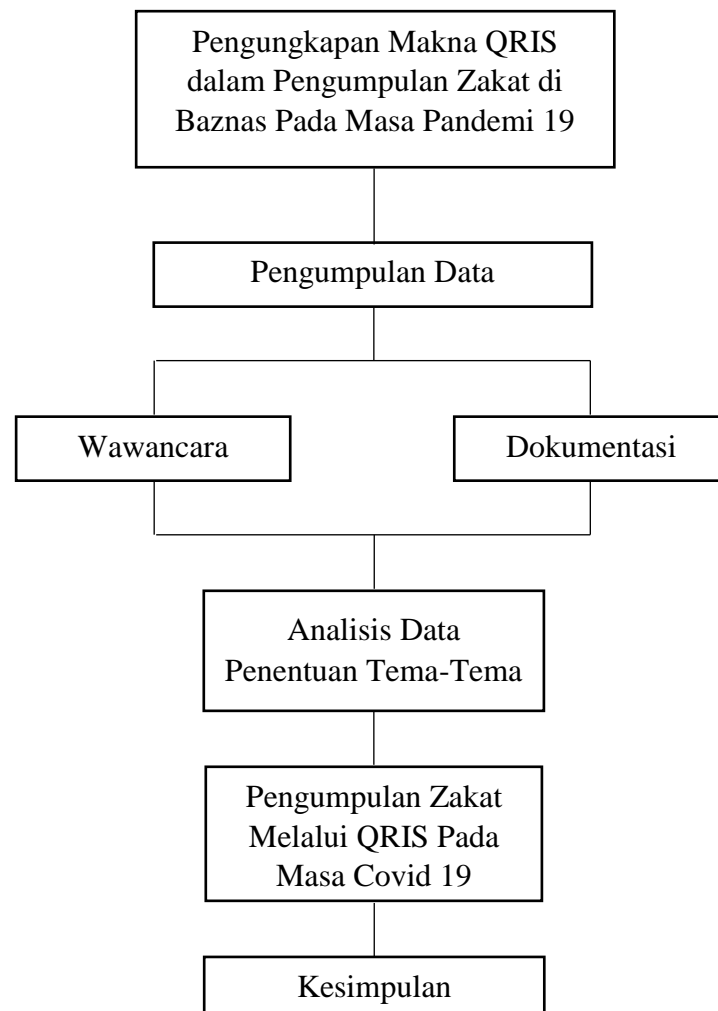 Pengungkapan Makna QRIS
dalam Pengumpulan Zakat di
Baznas Pada Masa Pandemi 19
Pengumpulan Data
Wawancara
Dokumentasi
Analisis Data
Penentuan Tema-Tema
Pengumpulan Zakat
Melalui QRIS Pada
Masa Covid 19
Kesimpulan